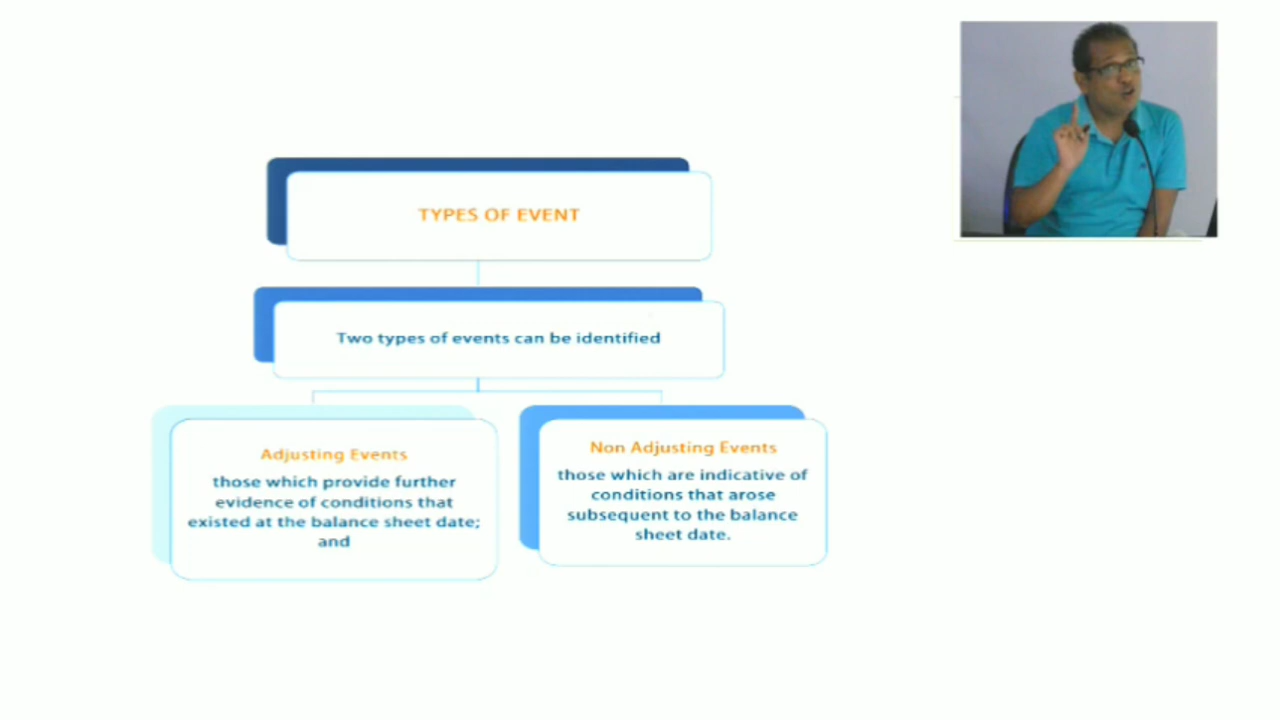 TYPES OF EVENT
Two types of events can be identified
Adjusting Events
those which provide further
evidence of conditions that
existed at the balance sheet date;
and
Non Adjusting Events
those which are indicative of
conditions that arose
subsequent to the balance
sheet date.